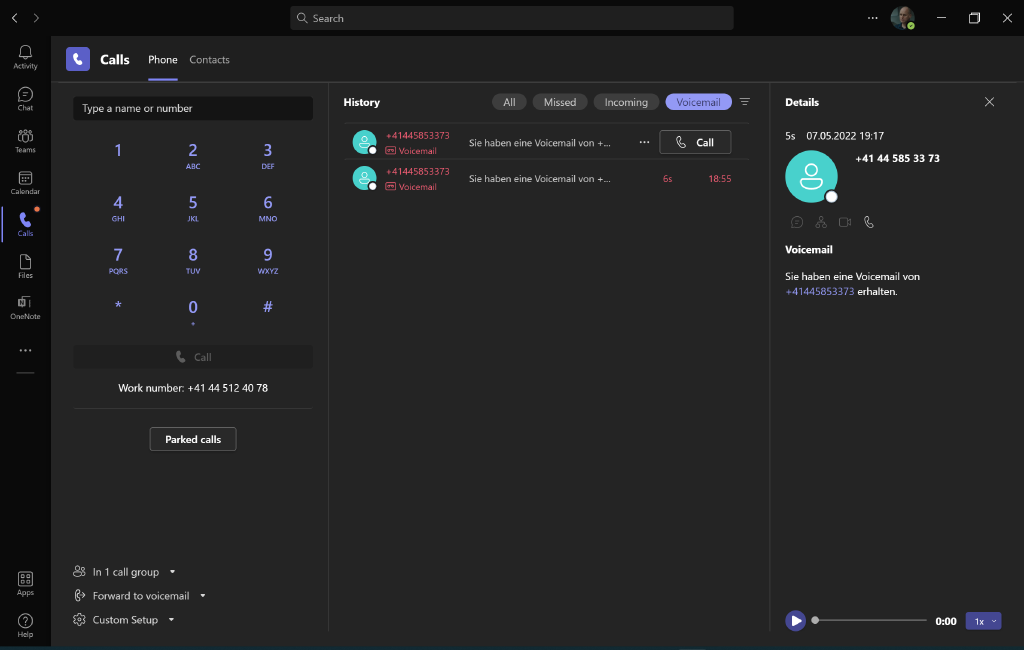 Search
Activity
Chat
Teams
Calendar
Calls
Files
OneNote
Apps
Help
Calls
Phone
Contacts
Type a name or number
1
2
3
ABC
DEF
4
5
6
GHI
JKL
MNO
7
8
9
PQRS
TUV
WXYZ
*
0
#
+
Call
Work number: +41 44 512 40 78
Parked calls
In 1 call group
Forward to voicemail
Custom Setup
History
All
Missed
Incoming
Voicemail
+41445853373
Voicemail
Sie haben eine Voicemail von +...
Call
+41445853373
Voicemail
Sie haben eine Voicemail von +...
6s
18:55
Details
5s 07.05.2022 19:17
+41 44 585 33 73
Voicemail
Sie haben eine Voicemail von
+41445853373 erhalten.
0:00
1x